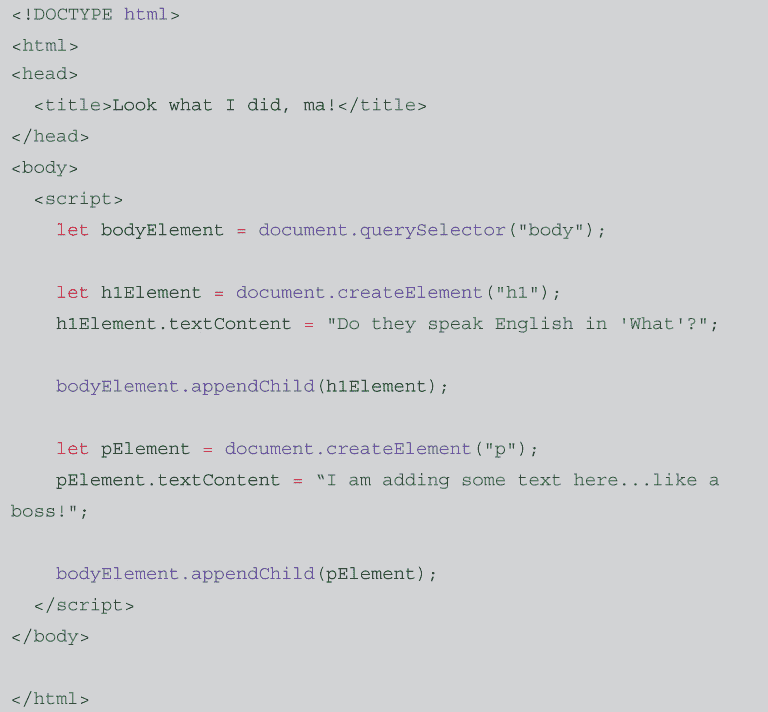 <!DOCTYPE html>
<html>
<head>
  <title>Look what I did, ma!</title>
</head>
<body>
  <script>
    let bodyElement = document.querySelector("body");

    let h1Element = document.createElement("h1");
    h1Element.textContent = "Do they speak English in 'What'?";

    bodyElement.appendChild(h1Element);

    let pElement = document.createElement("p");
    pElement.textContent = “I am adding some text here...like a
boss!";

    bodyElement.appendChild(pElement);
  </script>
</body>

</html>